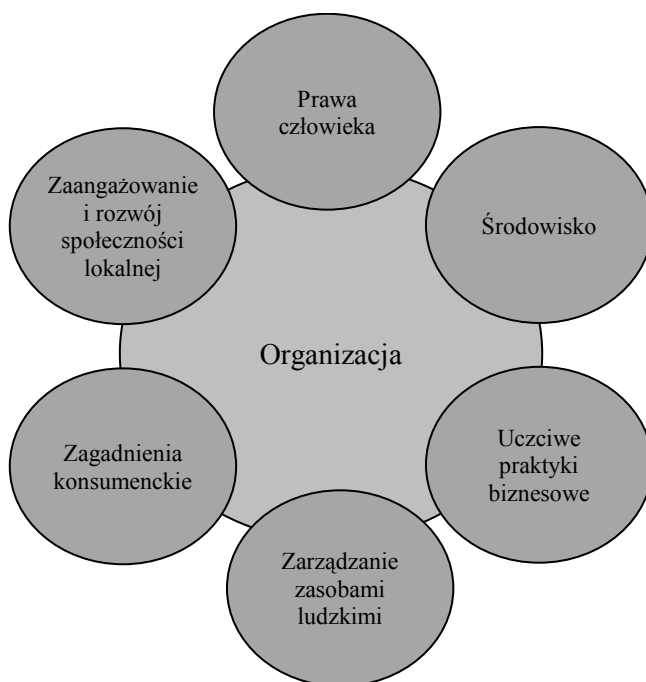 Prawa
człowieka
Zaangażowanie
i rozwój
społeczności
lokalnej
Środowisko
Organizacja
Zagadnienia
konsumenckie
Uczciwe
praktyki
biznesowe
Zarządzanie
zasobami
ludzkimi